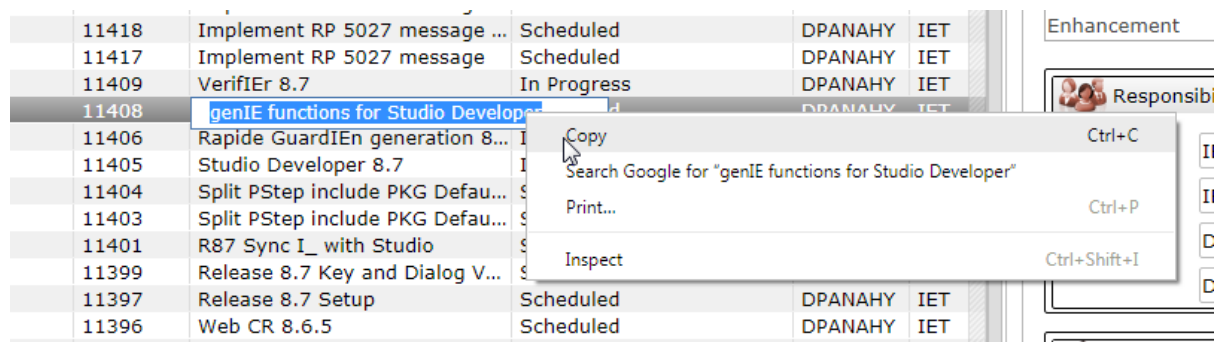 11418 Implement RP 5027 message ... Scheduled DPANAHY IET
Enhancement
11417 Implement RP 5027 message Scheduled DPANAHY IET
11409 VerifIEr 8.7 In Progress DPANAHY IET
Responsibi
11408 genIE functions for Studio Developer DPANAHY IET
Copy Ctrl+C
11406 Rapide GuardIEn generation 8...
11405 Studio Developer 8.7
Search Google for "genIE functions for Studio Developer"
11404 Split PStep include PKG Defau...
Print... Ctrl+P
11403 Split PStep include PKG Defau...
11401 R87 Sync I_ with Studio
Inspect Ctrl+Shift+I
11399 Release 8.7 Key and Dialog V...
11397 Release 8.7 Setup Scheduled DPANAHY IET
11396 Web CR 8.6.5 Scheduled DPANAHY IET